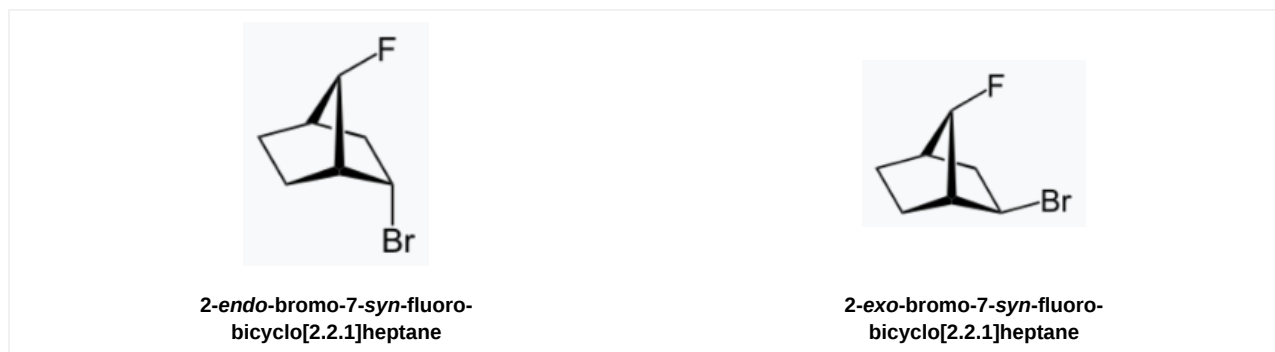 F
Br
2-endo-bromo-7-syn-fluoro-
bicyclo[2.2.1]heptane
F
Br
2-exo-bromo-7-syn-fluoro-
bicyclo[2.2.1]heptane